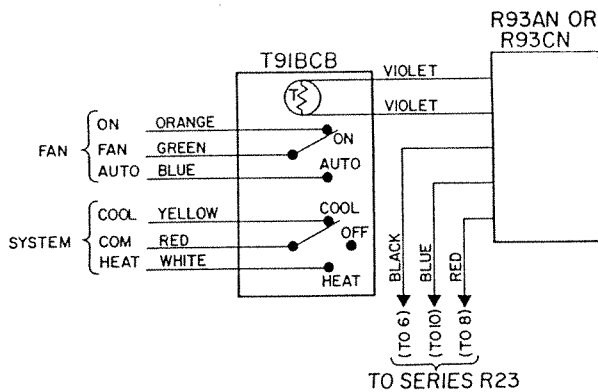 R93AN OR
R93CN
T91BCB
VIOLET
T
VIOLET
ON ORANGE
ON
FAN
FAN GREEN
AUTO
AUTO BLUE
COOL
COOL YELLOW
OFF
SYSTEM
COM RED
HEAT WHITE
HEAT
BLACK
BLUE
RED
(TO 6)
(TO 10)
(TO 8)
TO SERIES R23